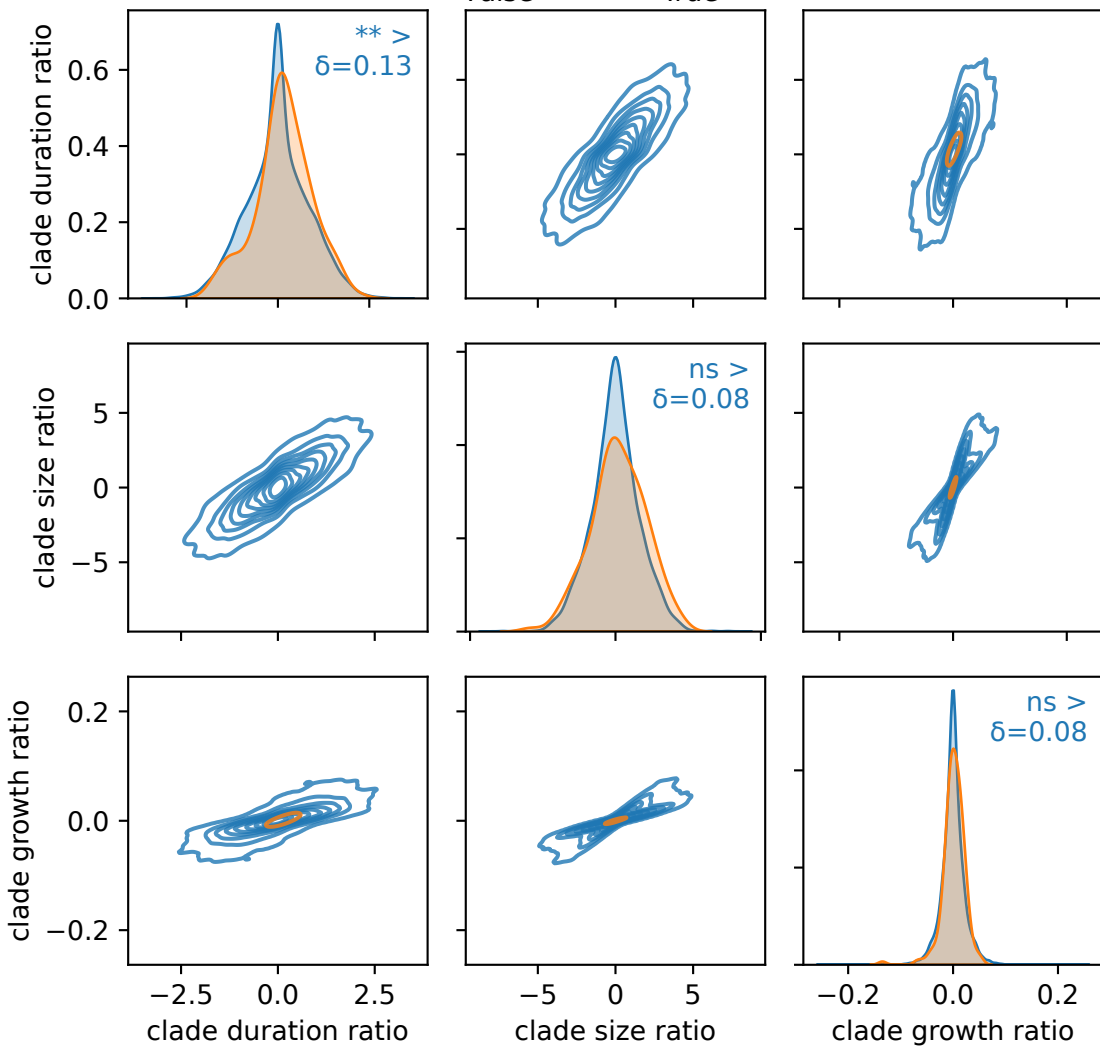 ** >
δ=0.13
clade duration ratio
0.6
0.4
0.2
0.0
ns >
δ=0.08
clade size ratio
5
0
−5
ns >
δ=0.08
clade growth ratio
0.2
0.0
−0.2
−2.5 0.0 2.5
−5 0 5
−0.2 0.0 0.2
clade duration ratio
clade size ratio
clade growth ratio